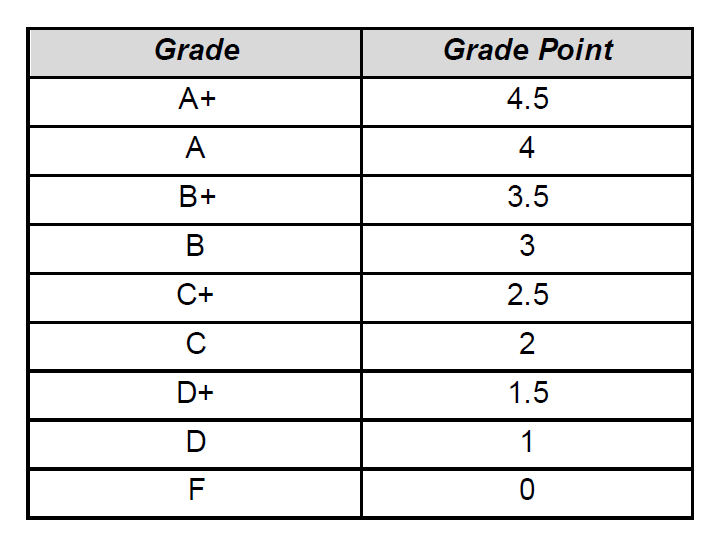 Grade Grade Point
A+ 4.5
A 4
B+ 3.5
B 3
C+ 2.5
C 2
D+ 1.5
D 1
F 0